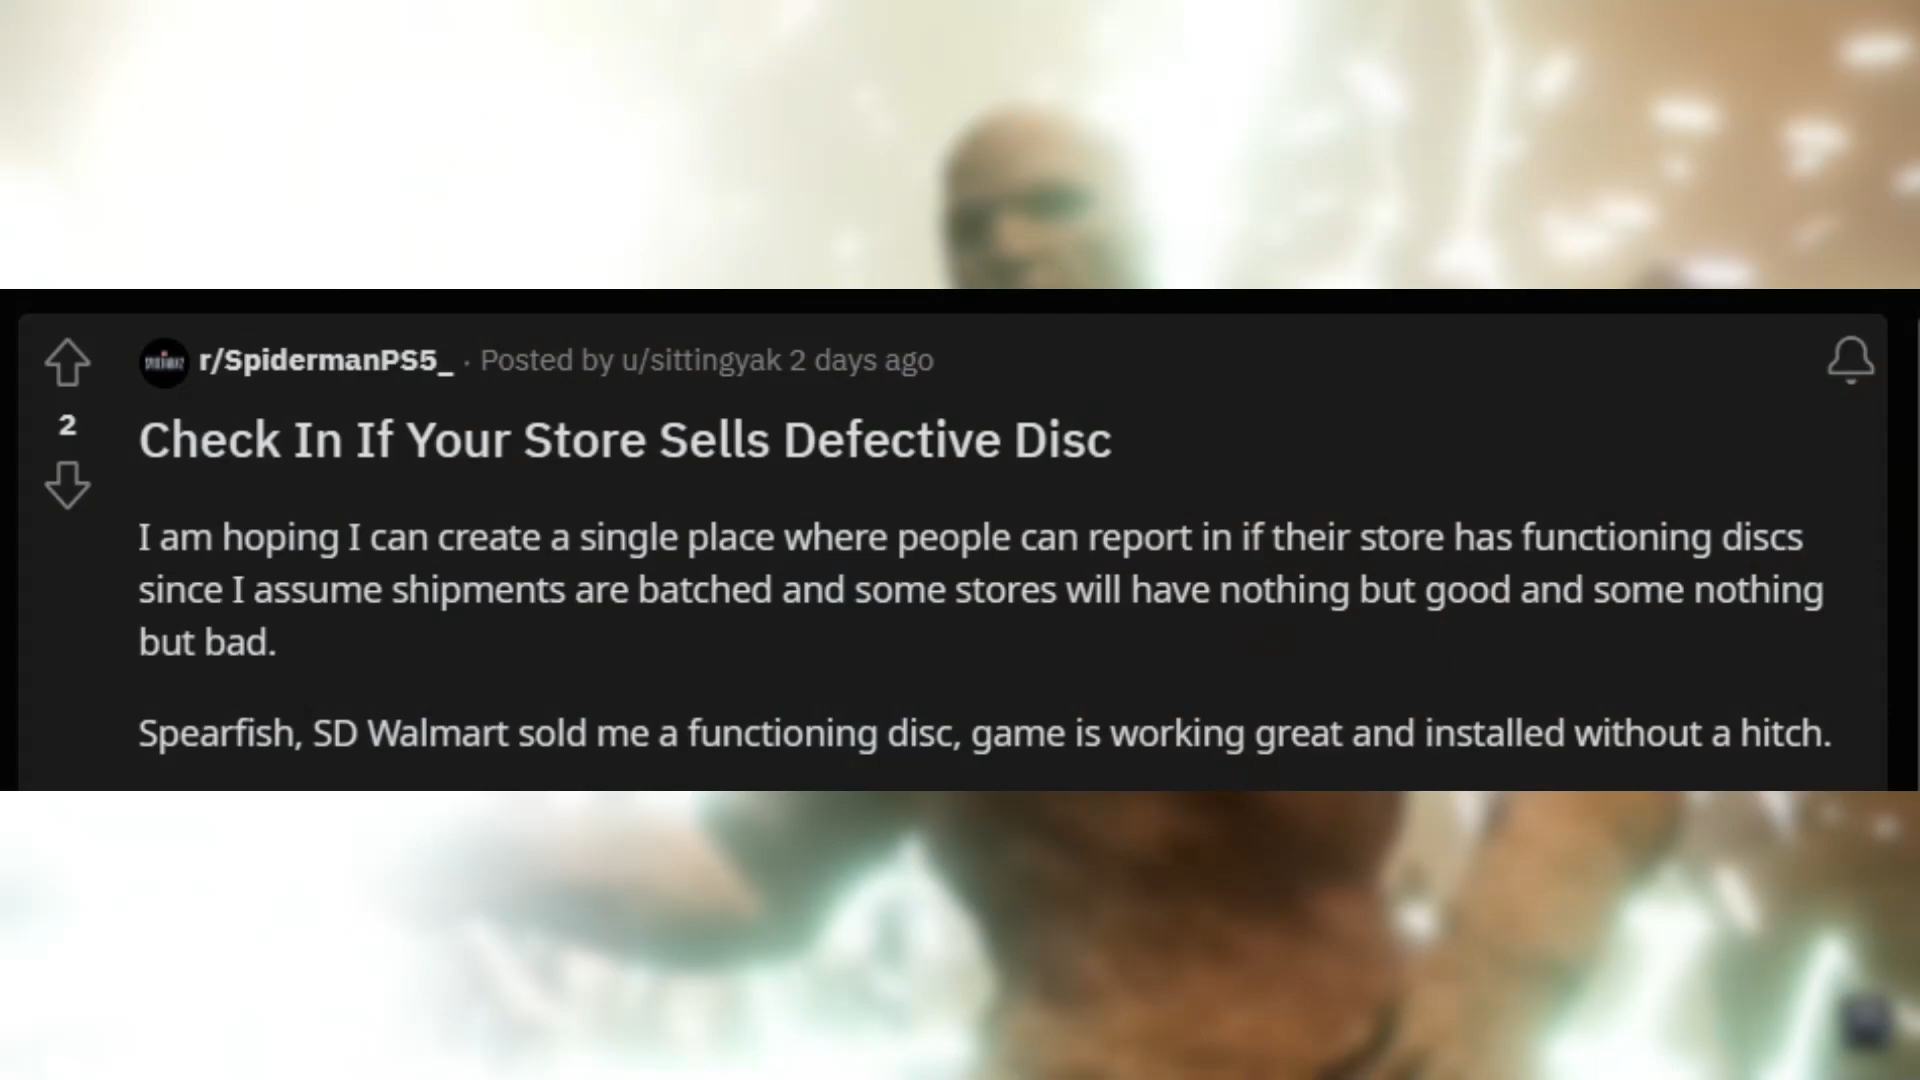 r/SpidermanPS5_ · Posted by u/sittingyak 2 days ago
2
Check In If Your Store Sells Defective Disc
I am hoping I can create a single place where people can report in if their store has functioning discs
since I assume shipments are batched and some stores will have nothing but good and some nothing
but bad.
Spearfish, SD Walmart sold me a functioning disc, game is working great and installed without a hitch.